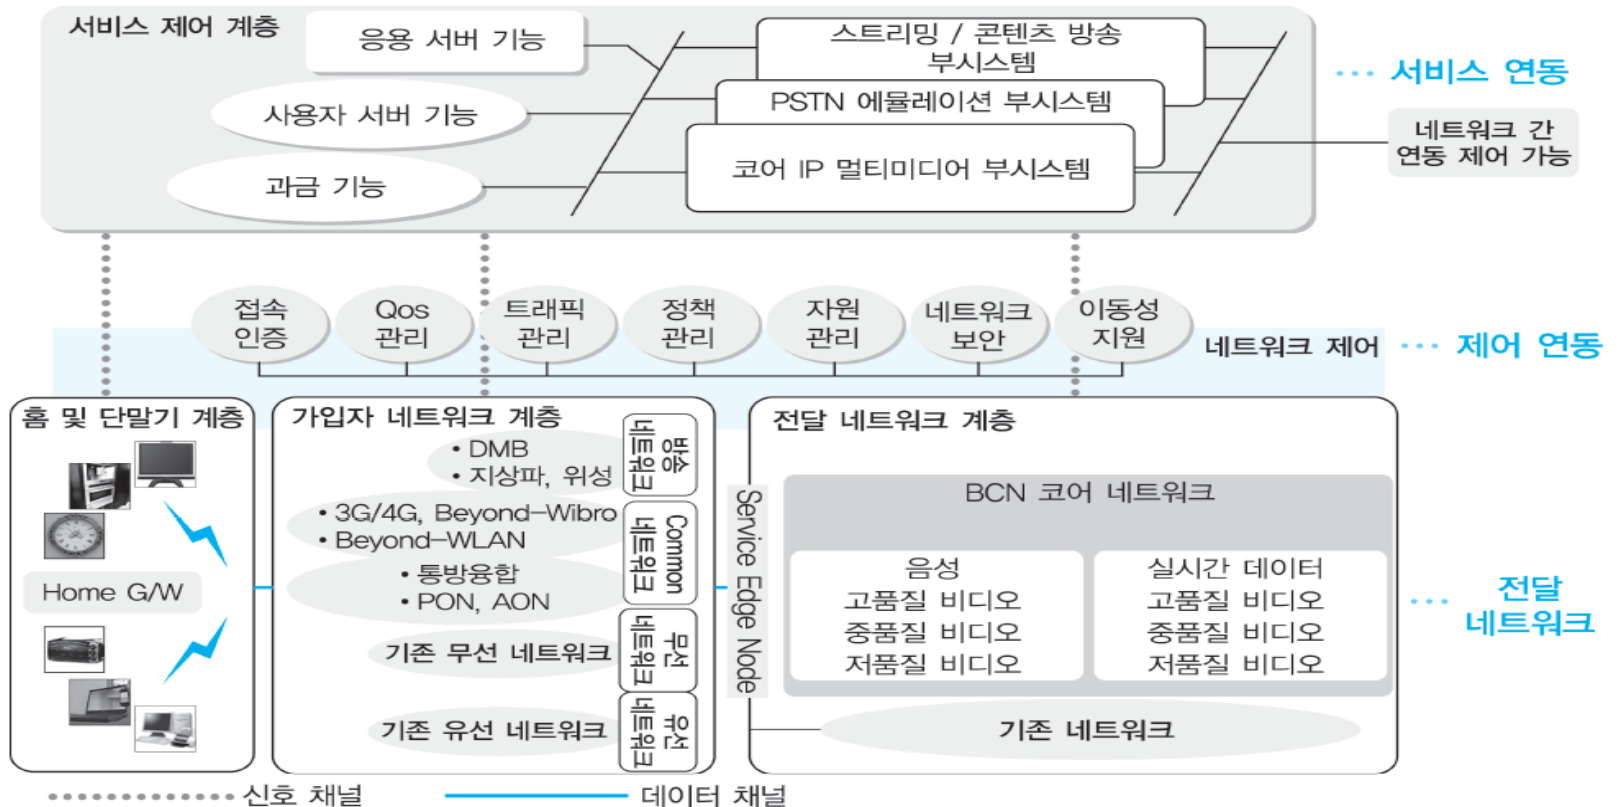 서비스 제어 계층
응용 서버 기능
사용자 서버 기능
과금 기능
스트리밍 / 콘텐츠 방송
부시스템
PSTN 에뮬레이션 부시스템
코어 IP 멀티미디어 부시스템
··· 서비스 연동
네트워크 간
연동 제어 가능
접속
인증
Qos
관리
트래픽
관리
정책
관리
자원
관리
네트워크
보안
이동성
지원
네트워크 제어
··· 제어 연동
홈 및 단말기 계층
Home G/W
가입자 네트워크 계층
• DMB
• 지상파, 위성
방송
네트워크
• 3G/4G, Beyond-Wibro
• Beyond-WLAN
• 통방융합
• PON, AON
Common
네트워크
기존 무선 네트워크
무선
네트워크
기존 유선 네트워크
유선
네트워크
전달 네트워크 계층
Service Edge Node
BCN 코어 네트워크
음성
고품질 비디오
중품질 비디오
저품질 비디오
실시간 데이터
고품질 비디오
중품질 비디오
저품질 비디오
기존 네트워크
··· 전달
네트워크
신호 채널
데이터 채널